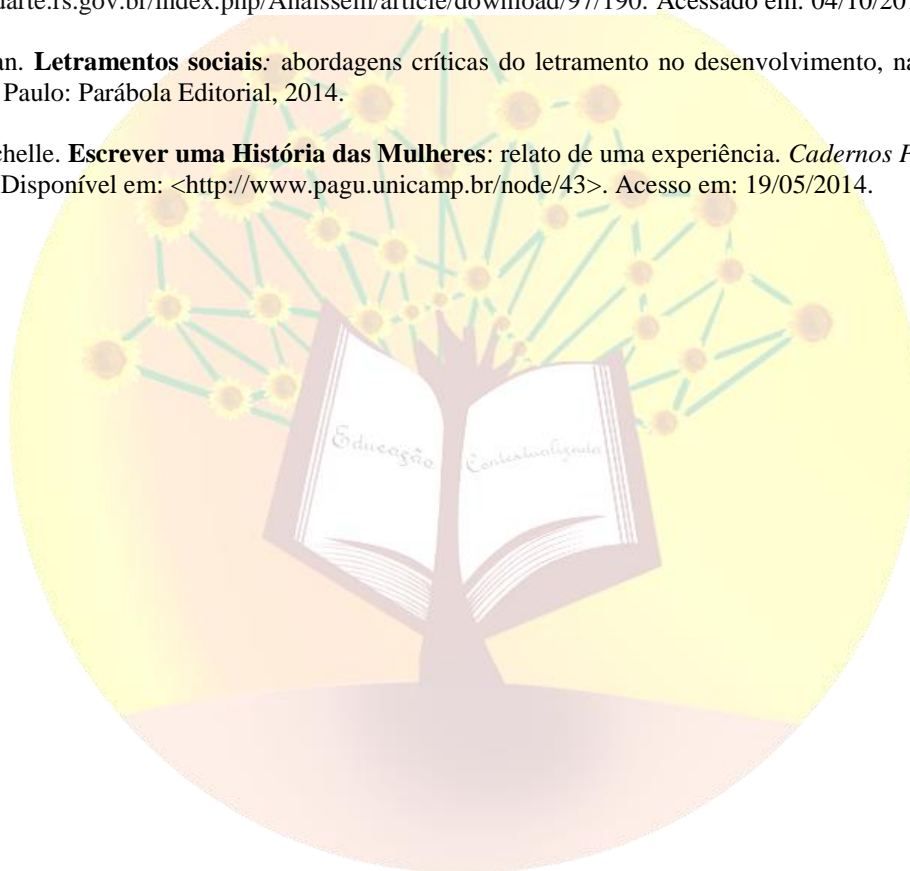 uarte.rs.gov.br/index.php/Anaissem/article/download/97/190. Acessado em: 04/10/20
an. Letramentos sociais: abordagens críticas do letramento no desenvolvimento, na
Paulo: Parábola Editorial, 2014.
chelle. Escrever uma História das Mulheres: relato de uma experiência. Cadernos P
Disponível em: <http://www.pagu.unicamp.br/node/43>. Acesso em: 19/05/2014.
Educação Contextualizada